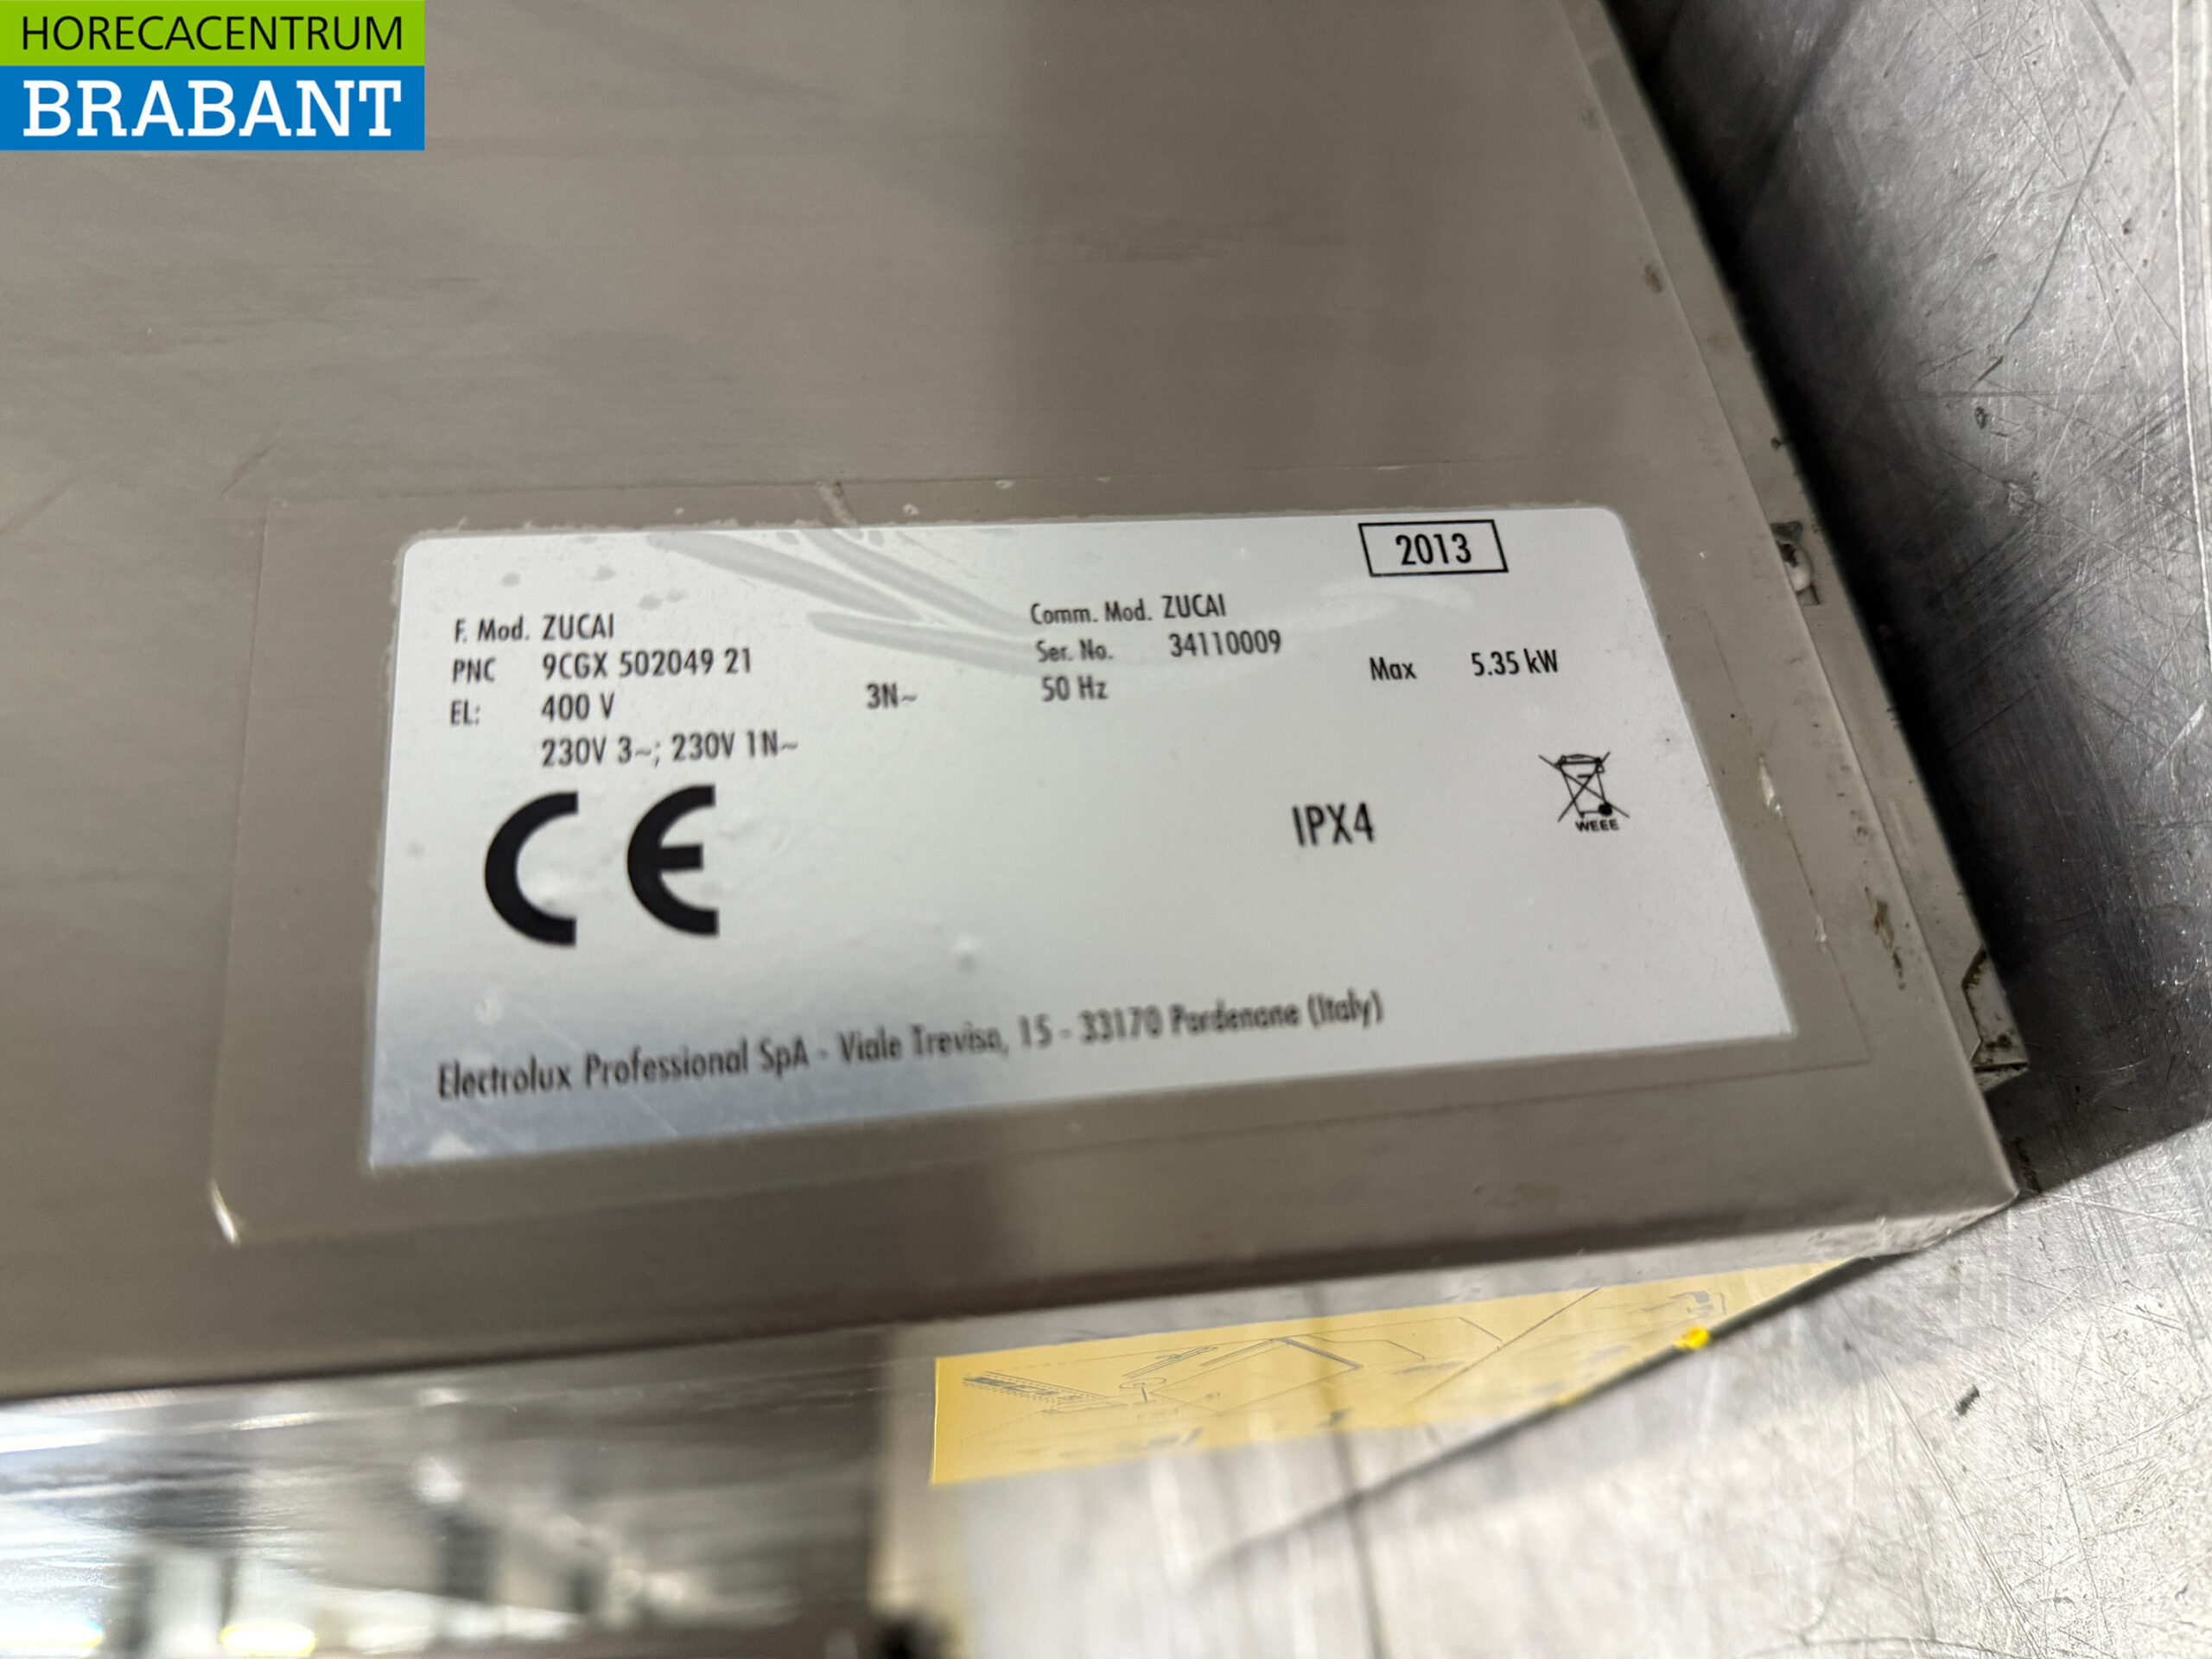 HORECACENTRUM
BRABANT
2013
F. Mod. ZUCAI Comm. Mod. ZUCAI
PNC 9CGX 502049 21 Ser. No. 34110009
EL: 400 V 3N~ 50 Hz Max 5.35 kW
230V 3~; 230V 1N~
CE
IPX4
WEEE
Electrolux Professional SpA - Viale Treviso, 15 - 33170 Pordenone (Italy)